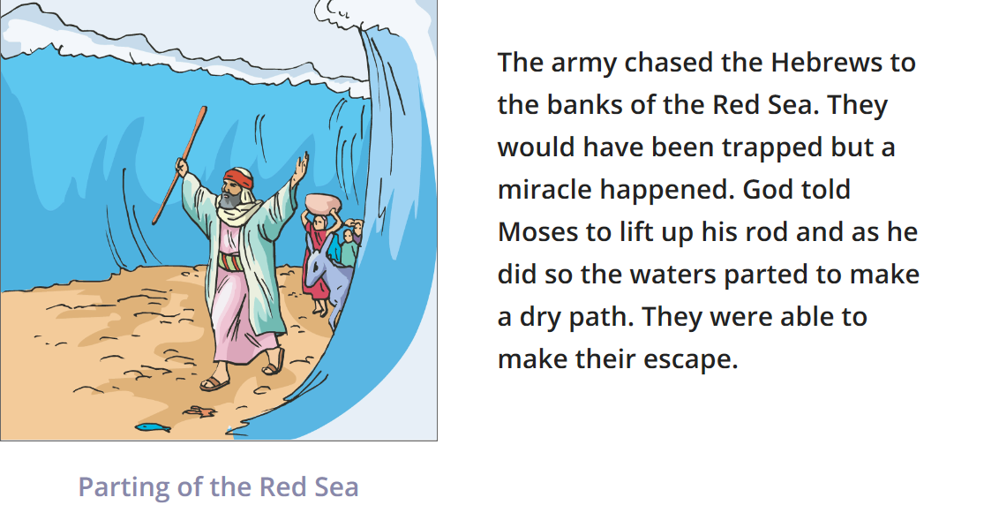 The army chased the Hebrews to
the banks of the Red Sea. They
would have been trapped but a
miracle happened. God told
Moses to lift up his rod and as he
did so the waters parted to make
a dry path. They were able to
make their escape.
Parting of the Red Sea